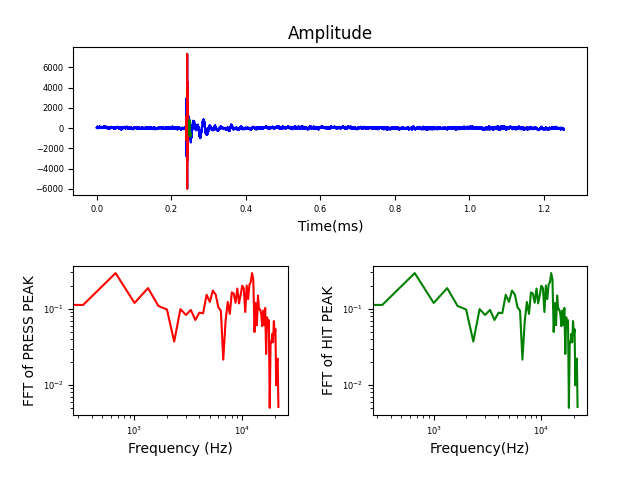 Amplitude
6000
4000
2000
0
−2000
−4000
−6000
0.0 0.2 0.4 0.6 0.8 1.0 1.2
Time(ms)
FFT of PRESS PEAK
10⁻¹
10⁻²
10³ 10⁴
Frequency (Hz)
FFT of HIT PEAK
10⁻¹
10⁻²
10³ 10⁴
Frequency(Hz)